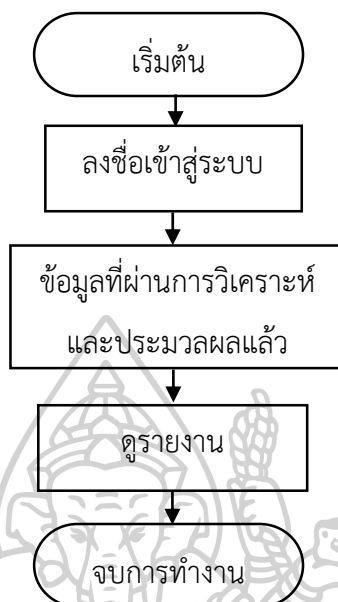 เริ่มต้น
ลงชื่อเข้าสู่ระบบ
ข้อมูลที่ผ่านการวิเคราะห์
และประมวลผลแล้ว
ดูรายงาน
จบการทำงาน